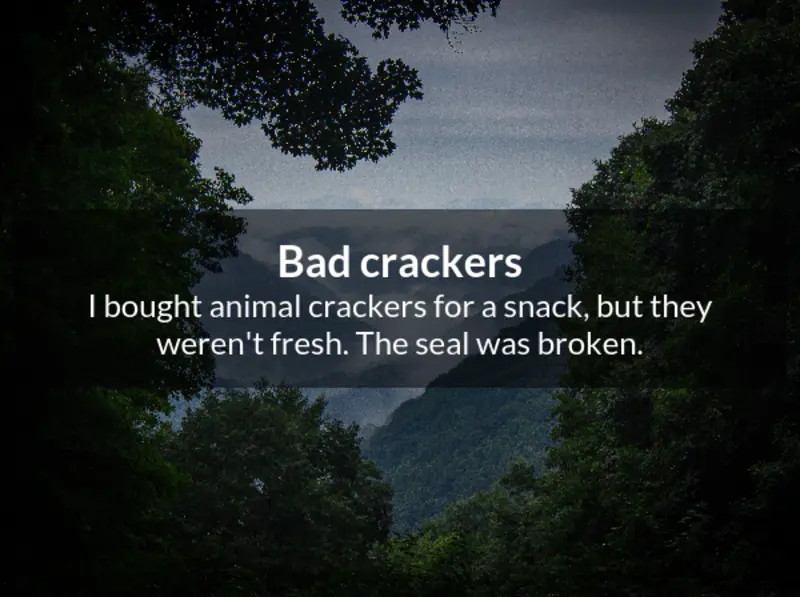 Bad crackers
I bought animal crackers for a snack, but they
weren't fresh. The seal was broken.